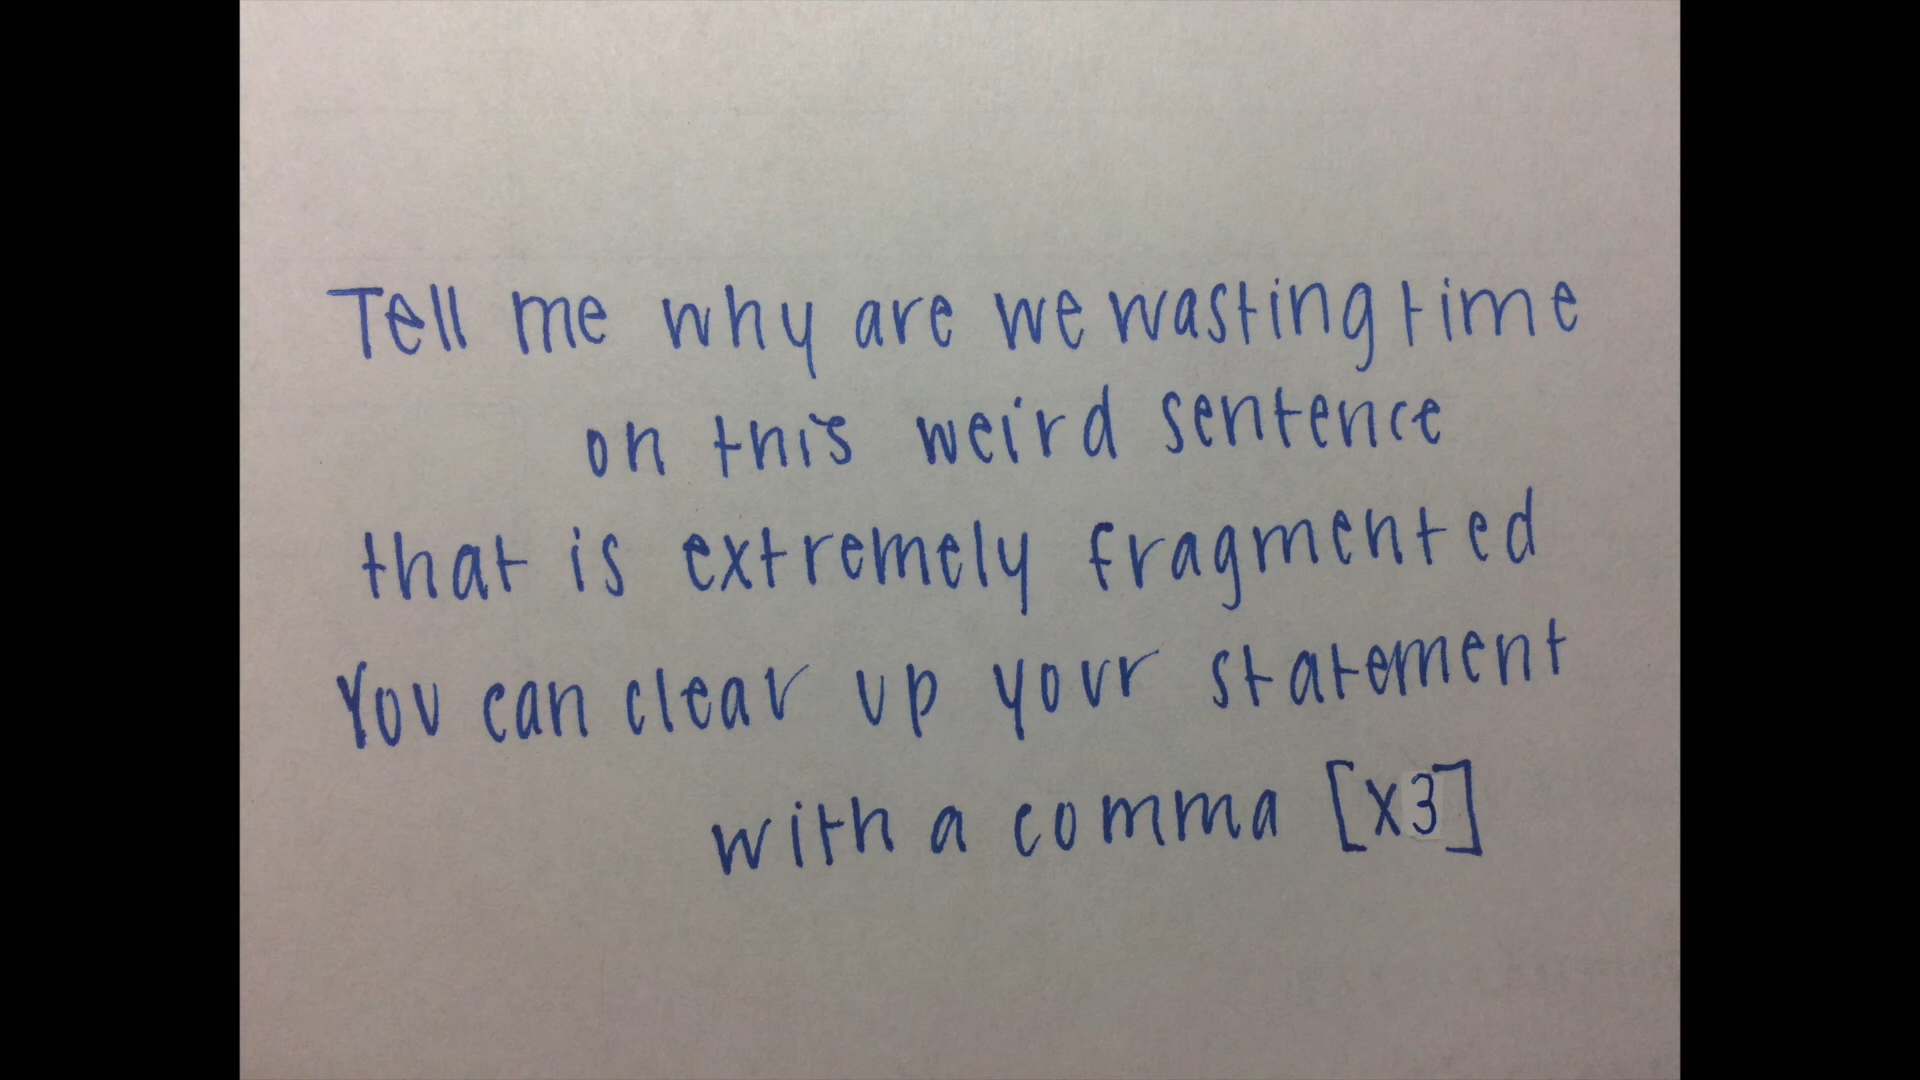 Tell me why are we wasting time
on this weird sentence
that is extremely fragmented
You can clear up your statement
with a comma [x3]